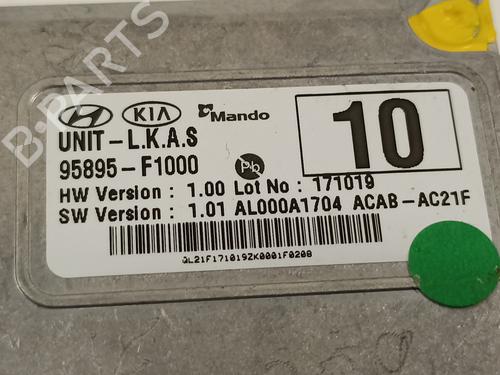 HYUNDAI KIA Mando
10
UNIT-L.K.A.S
95895-F1000 Pb
HW Version : 1.00 Lot No : 171019
SW Version : 1.01 AL000A1704 ACAB-AC21F
QL21F171019ZK0001F0208
B-PARTS